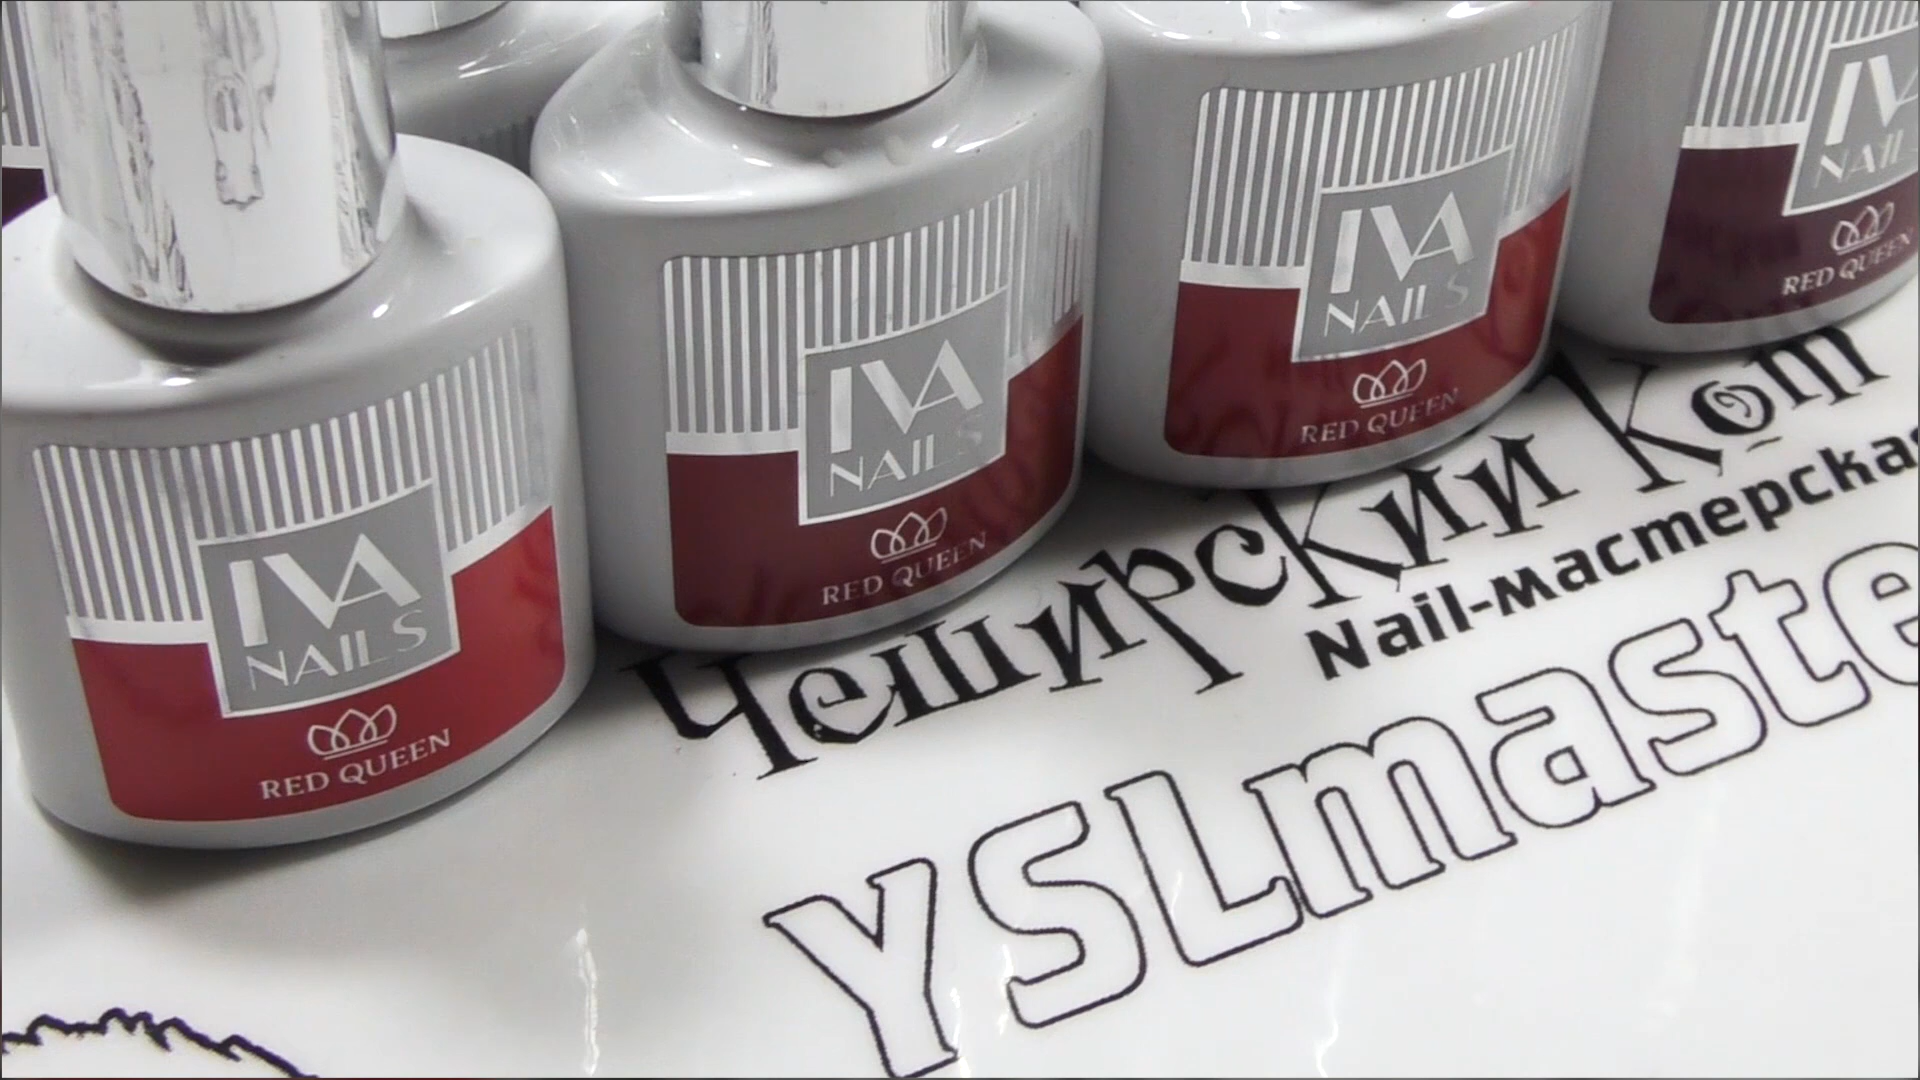 IVA
NAILS
RED QUEEN
IVA
NAILS
RED QUEEN
IVA
NAILS
RED QUEEN
IVA
NAILS
RED QUEEN
Чеширский Кот
Nail-мастерская
YSLmaste